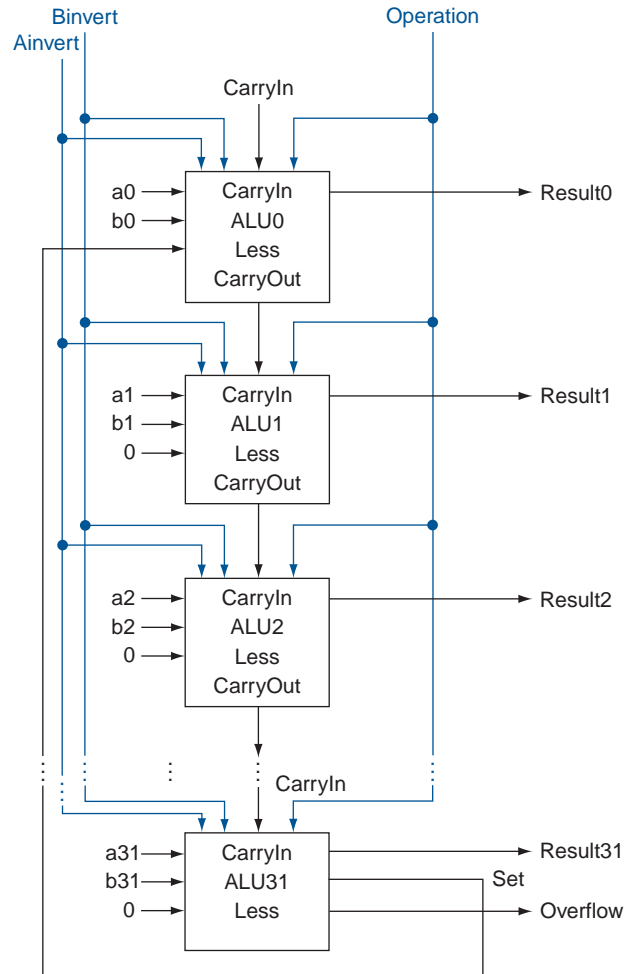 Binvert
Operation
Ainvert
CarryIn
a0
CarryIn
Result0
b0
ALU0
Less
CarryOut
a1
CarryIn
Result1
b1
ALU1
0
Less
CarryOut
a2
CarryIn
Result2
b2
ALU2
0
Less
CarryOut
CarryIn
a31
CarryIn
Result31
b31
ALU31
Set
0
Less
Overflow